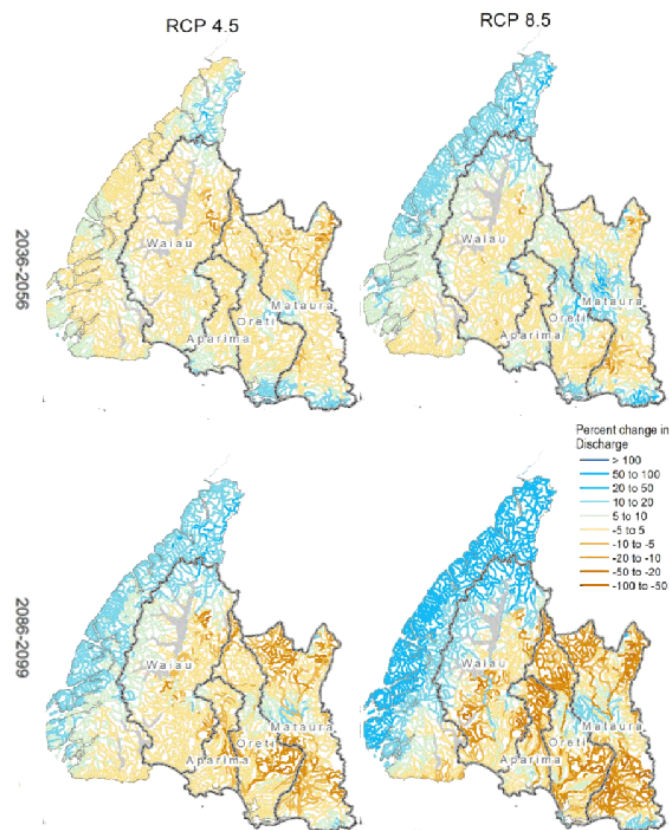 RCP 4.5
RCP 8.5
2036-2056
Waiau
Mataura
Oreti
Aparima
Waiau
Mataura
Oreti
Aparima
Percent change in
Discharge
> 100
50 to 100
20 to 50
10 to 20
5 to 10
-5 to 5
-10 to -5
-20 to -10
-50 to -20
-100 to -50
2086-2099
Waiau
Mataura
Oreti
Aparima
Waiau
Mataura
Oreti
Aparima